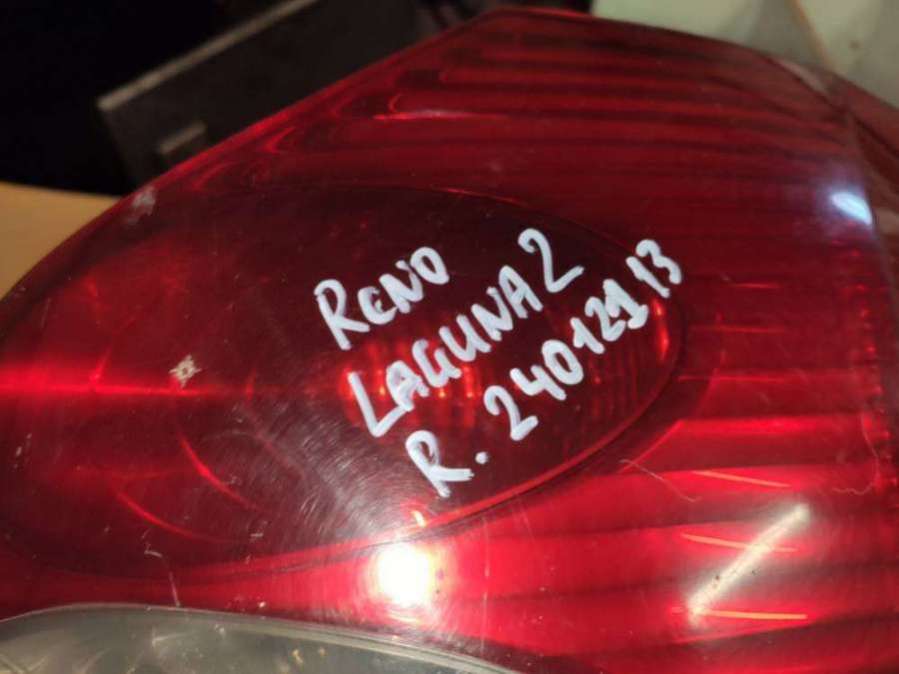 RENO
LAGUNA 2
R. 24012113